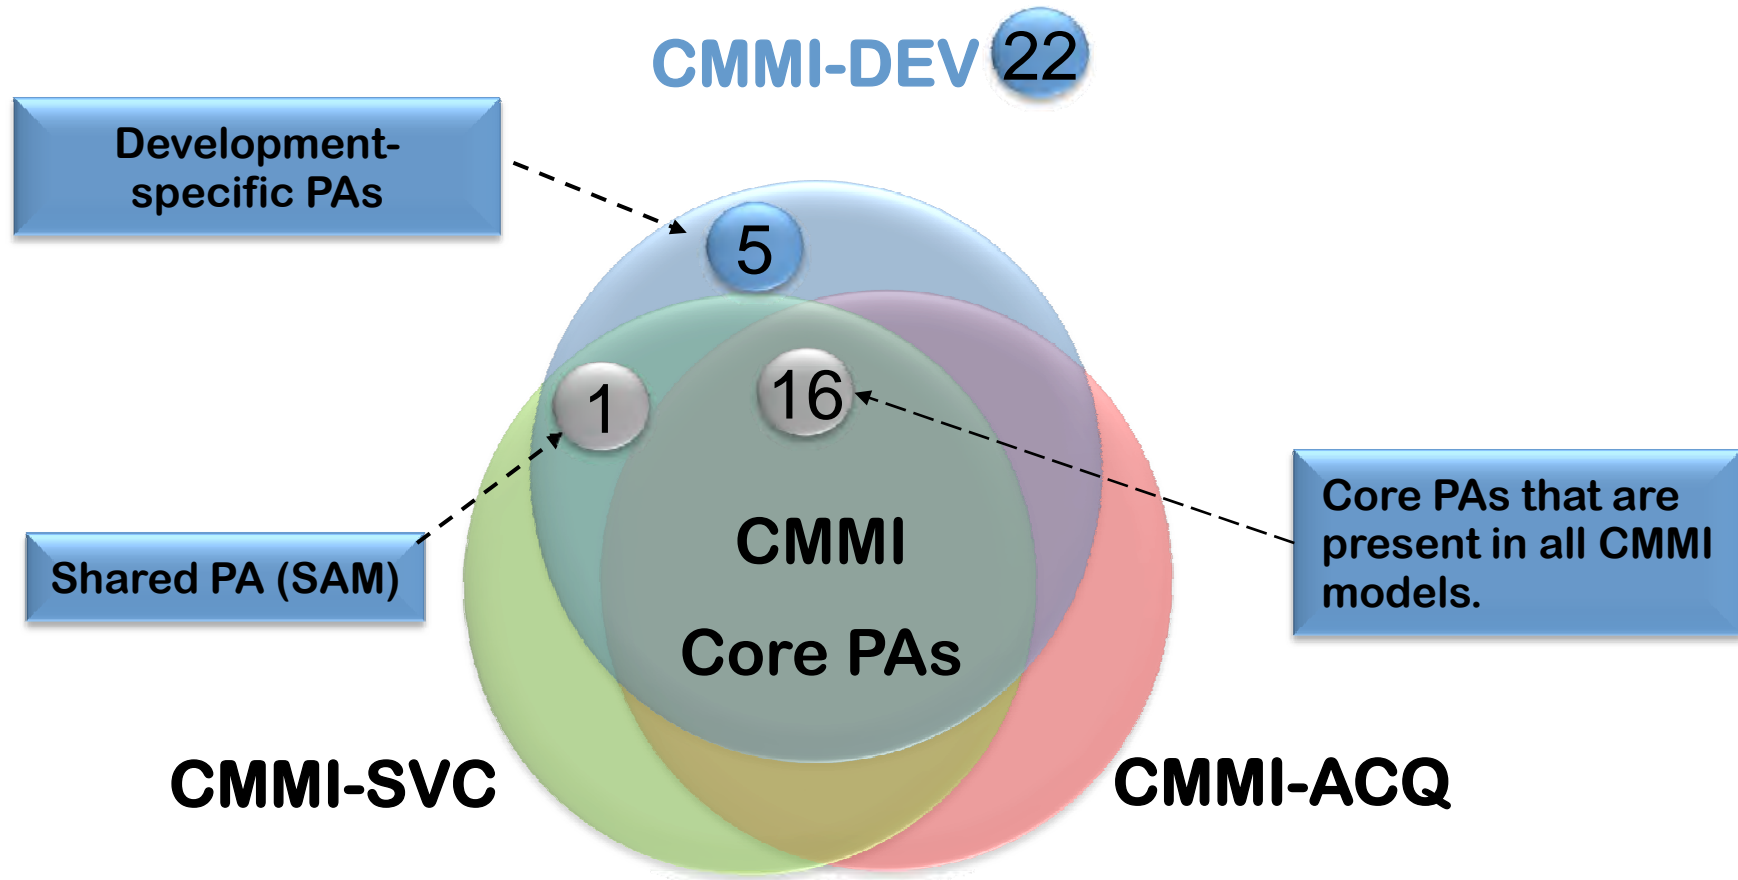 CMMI-DEV 22
Development-
specific PAs
5
1
16
CMMI
Core PAs
Shared PA (SAM)
Core PAs that are
present in all CMMI
models.
CMMI-SVC
CMMI-ACQ